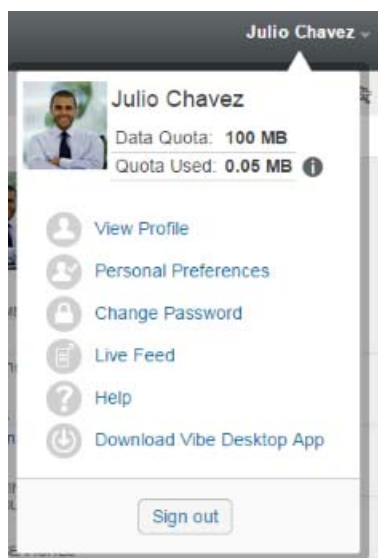 Julio Chavez
Julio Chavez
Data Quota: 100 MB
Quota Used: 0.05 MB
View Profile
Personal Preferences
Change Password
Live Feed
Help
Download Vibe Desktop App
Sign out